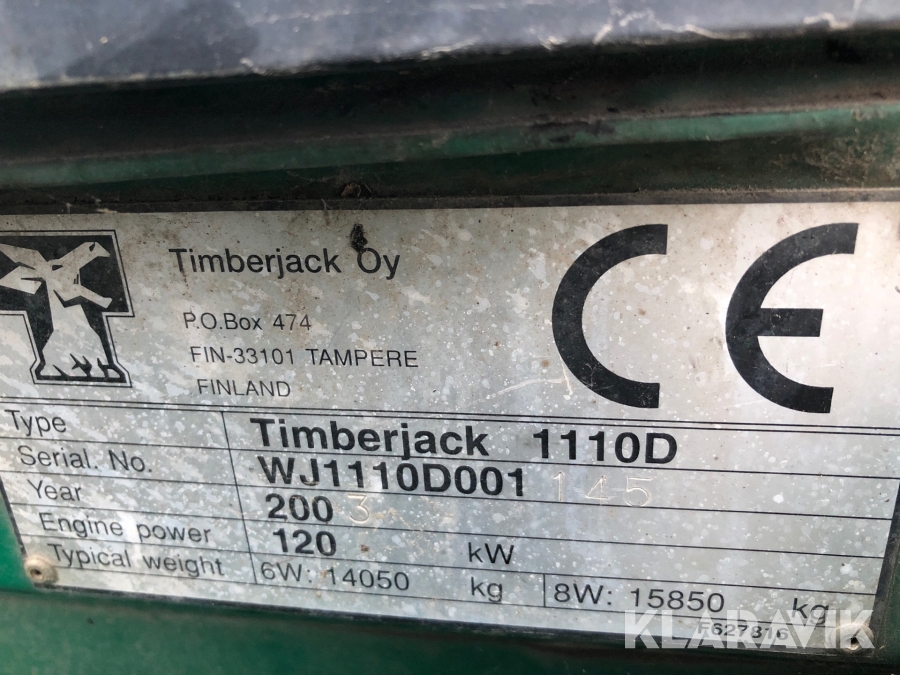 Timberjack Oy
P.O.Box 474
FIN-33101 TAMPERE
FINLAND
CE
Type Timberjack 1110D
Serial. No. WJ1110D001145
Year 2003
Engine power 120 kW
Typical weight 6W: 14050 kg 8W: 15850 kg
F627816
KLARAVIK